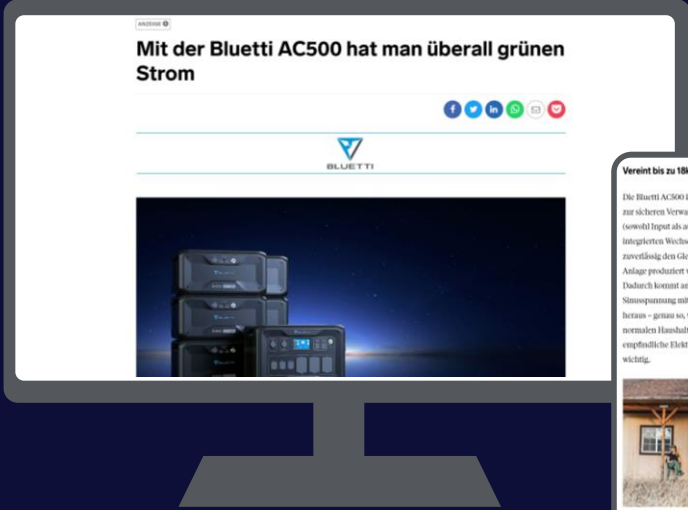 ANZEIGE
Mit der Bluetti AC500 hat man überall grünen
Strom
BLUETTI
Vereint bis zu 18k
Die Bluetti AC500 i
zur sicheren Verwa
(sowohl Input als au
integrierten Wechse
zuverlässig den Gle
Anlage produziert
Dadurch kommt an
Sinusspannung mit
heraus – genau so,
normalen Haushal
empfindliche Elekt
wichtig.